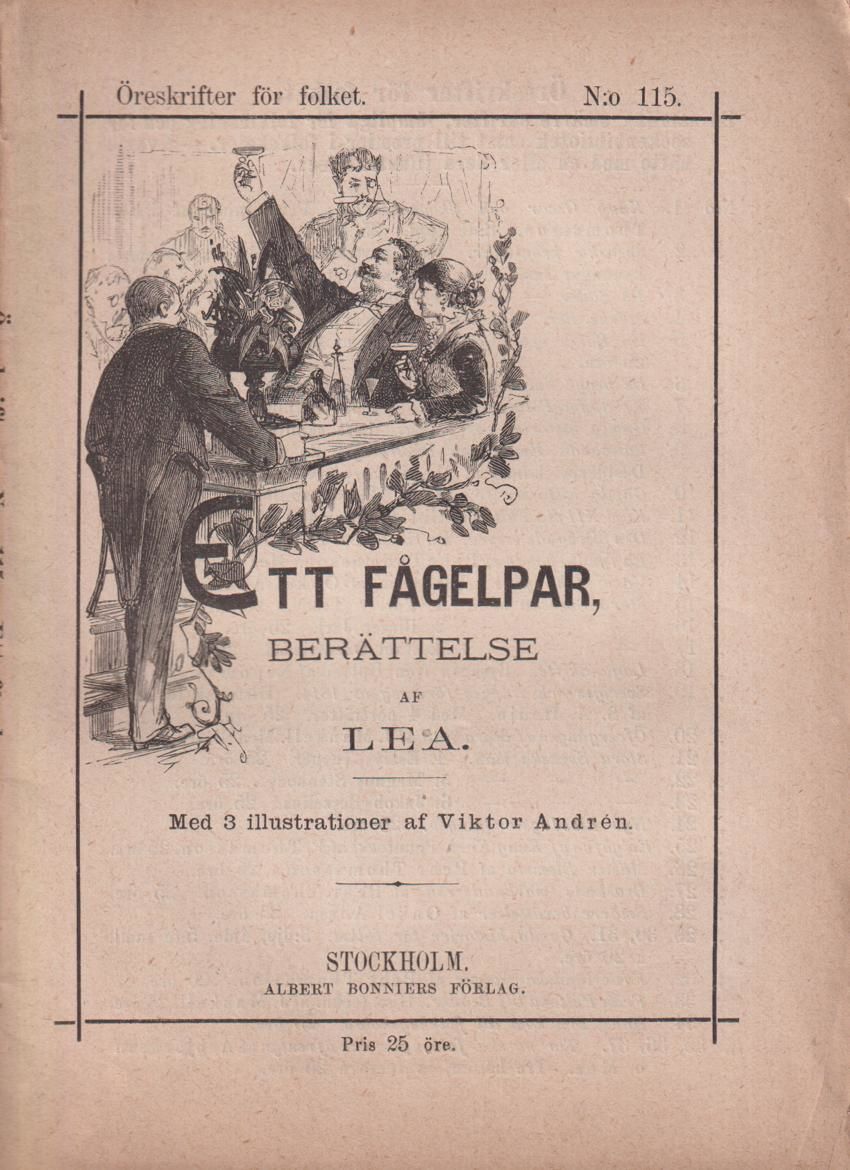 Öreskrifter för folket. N:o 115.
ETT FÅGELPAR,
BERÄTTELSE
AF
LEA.
Med 3 illustrationer af Viktor Andrén.
STOCKHOLM.
ALBERT BONNIERS FÖRLAG.
Pris 25 öre.